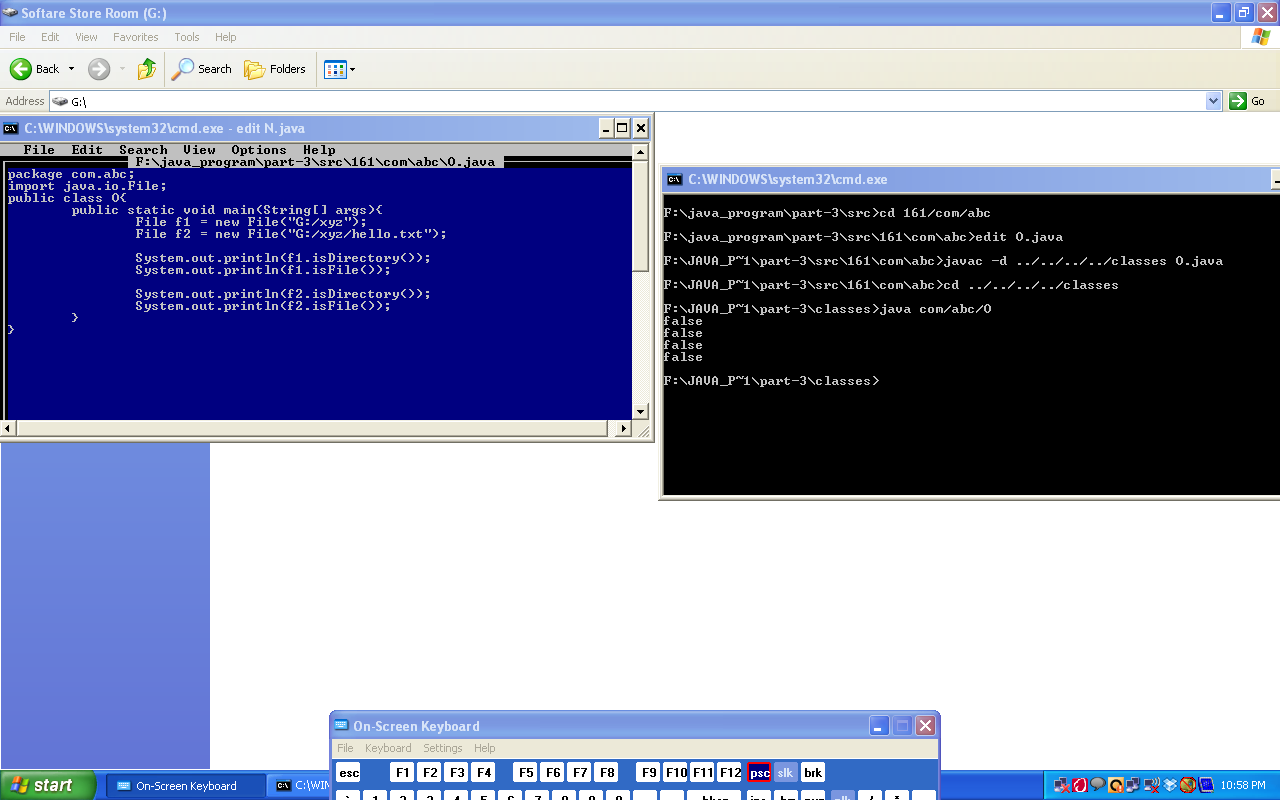 Softare Store Room (G:)
File Edit View Favorites Tools Help
Back Search Folders
Address G:\ Go
C:\WINDOWS\system32\cmd.exe - edit N.java
File Edit Search View Options Help
F:\java_program\part-3\src\161\com\abc\O.java
package com.abc;
import java.io.File;
public class O{
public static void main(String[] args){
File f1 = new File("G:/xyz");
File f2 = new File("G:/xyz/hello.txt");
System.out.println(f1.isDirectory());
System.out.println(f1.isFile());
System.out.println(f2.isDirectory());
System.out.println(f2.isFile());
}
}
C:\WINDOWS\system32\cmd.exe
F:\java_program\part-3\src>cd 161/com/abc
F:\java_program\part-3\src\161\com\abc>edit O.java
F:\JAVA_P~1\part-3\src\161\com\abc>javac -d ../../../../classes O.java
F:\JAVA_P~1\part-3\src\161\com\abc>cd ../../../../classes
F:\JAVA_P~1\part-3\classes>java com/abc/O
false
false
false
false
F:\JAVA_P~1\part-3\classes>
On-Screen Keyboard
File Keyboard Settings Help
esc F1 F2 F3 F4 F5 F6 F7 F8 F9 F10 F11 F12 psc slk brk
start On-Screen Keyboard C:\WIN 10:58 PM